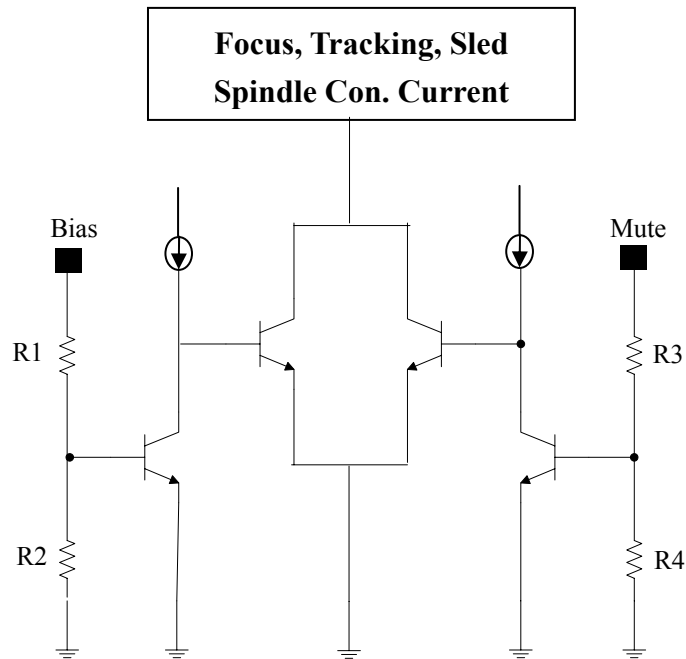 Focus, Tracking, Sled
Spindle Con. Current
Bias
Mute
R1
R3
R2
R4